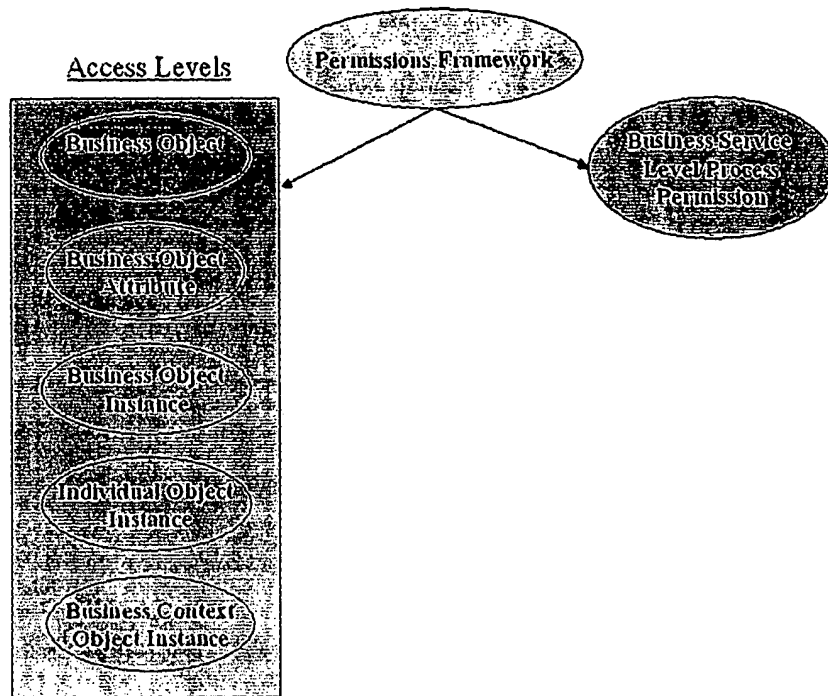 Permissions Framework
Access Levels
Business Object
Business Service
Level Process
Permission
Business Object
Attribute
Business Object
Instance
Individual Object
Instance
Business Context
Object Instance